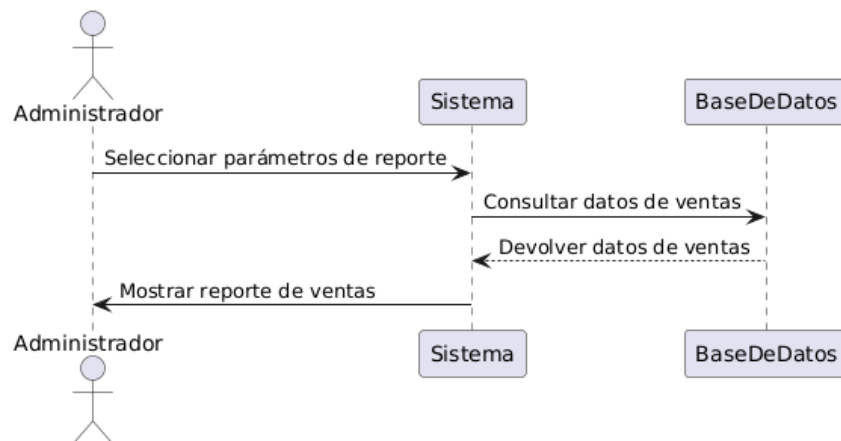 Administrador
Sistema
BaseDeDatos
Seleccionar parámetros de reporte
Consultar datos de ventas
Devolver datos de ventas
Mostrar reporte de ventas
Administrador
Sistema
BaseDeDatos